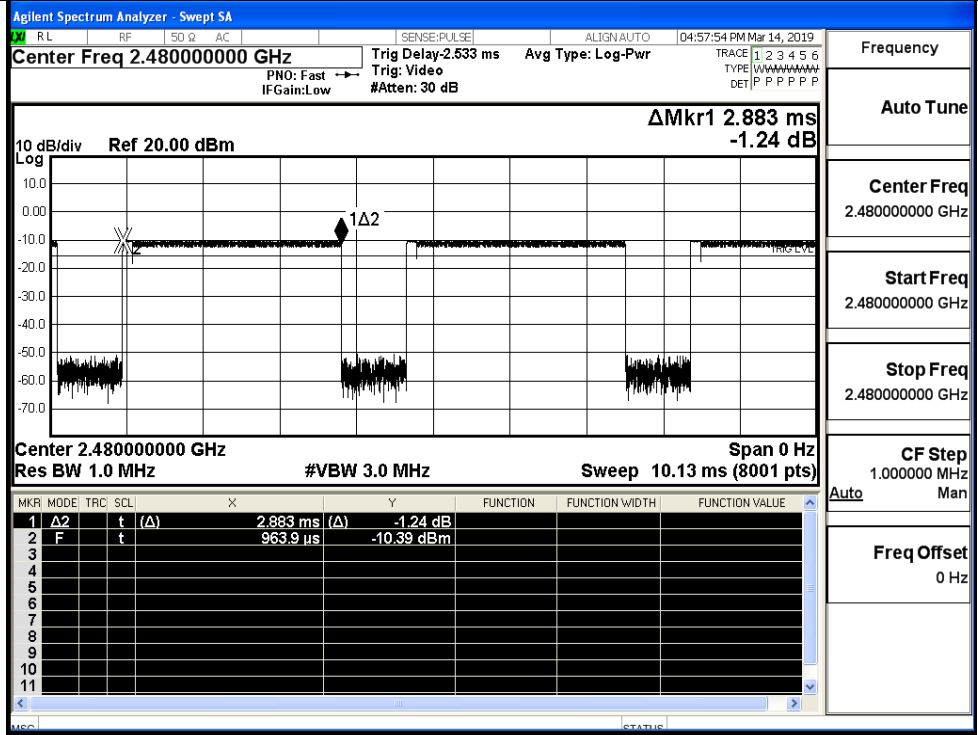 Agilent Spectrum Analyzer - Swept SA
LXI RL RF 50 Ω AC SENSE:PULSE ALIGN AUTO 04:57:54 PM Mar 14, 2019
Center Freq 2.480000000 GHz
PNO: Fast
IFGain:Low
Trig Delay-2.533 ms
Trig: Video
#Atten: 30 dB
Avg Type: Log-Pwr
TRACE 1 2 3 4 5 6
TYPE WWWWWW
DET P P P P P P
ΔMkr1 2.883 ms
-1.24 dB
10 dB/div Ref 20.00 dBm
Log
10.0
0.00
-10.0
-20.0
-30.0
-40.0
-50.0
-60.0
-70.0
1Δ2
2
TRIG LVL
Center 2.480000000 GHz Span 0 Hz
Res BW 1.0 MHz #VBW 3.0 MHz Sweep 10.13 ms (8001 pts)
MKR MODE TRC SCL X Y FUNCTION FUNCTION WIDTH FUNCTION VALUE
1 Δ2 t (Δ) 2.883 ms (Δ) -1.24 dB
2 F t 963.9 µs -10.39 dBm
3
4
5
6
7
8
9
10
11
MSG STATUS
Frequency
Auto Tune
Center Freq
2.480000000 GHz
Start Freq
2.480000000 GHz
Stop Freq
2.480000000 GHz
CF Step
1.000000 MHz
Auto Man
Freq Offset
0 Hz